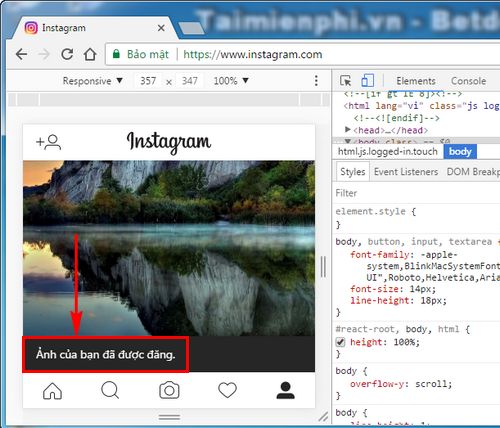 Taimienphi.vn - Betd
Instagram
Bảo mật
https://www.instagram.com
Responsive ▼ 357 × 347 100% ▼
Elements Console
<!--[if gt IE 8]><!-->
<html lang="vi" class="js log
<!--<![endif]-->
<head>…</head>
<body class> == $0
html.js.logged-in.touch body
Styles Event Listeners DOM Breakp
Filter
element.style {
}
body, button, input, textarea
font-family: -apple-
system,BlinkMacSystemFont
UI",Roboto,Helvetica,Aria
font-size: 14px;
line-height: 18px;
}
#react-root, body, html {
height: 100%;
}
body {
overflow-y: scroll;
}
body {
line-height: 1;
Instagram
Ảnh của bạn đã được đăng.